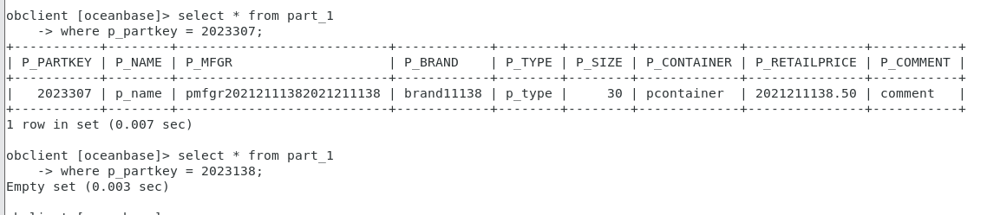 obclient [oceanbase]> select * from part_1
    -> where p_partkey = 2023307;
+-----------+--------+---------------------------+------------+--------+--------+-------------+---------------+-----------+
| P_PARTKEY | P_NAME | P_MFGR                    | P_BRAND    | P_TYPE | P_SIZE | P_CONTAINER | P_RETAILPRICE | P_COMMENT |
+-----------+--------+---------------------------+------------+--------+--------+-------------+---------------+-----------+
|   2023307 | p_name | pmfgr20212111382021211138 | brand11138 | p_type |     30 | pcontainer  | 2021211138.50 | comment   |
+-----------+--------+---------------------------+------------+--------+--------+-------------+---------------+-----------+
1 row in set (0.007 sec)
obclient [oceanbase]> select * from part_1
    -> where p_partkey = 2023138;
Empty set (0.003 sec)